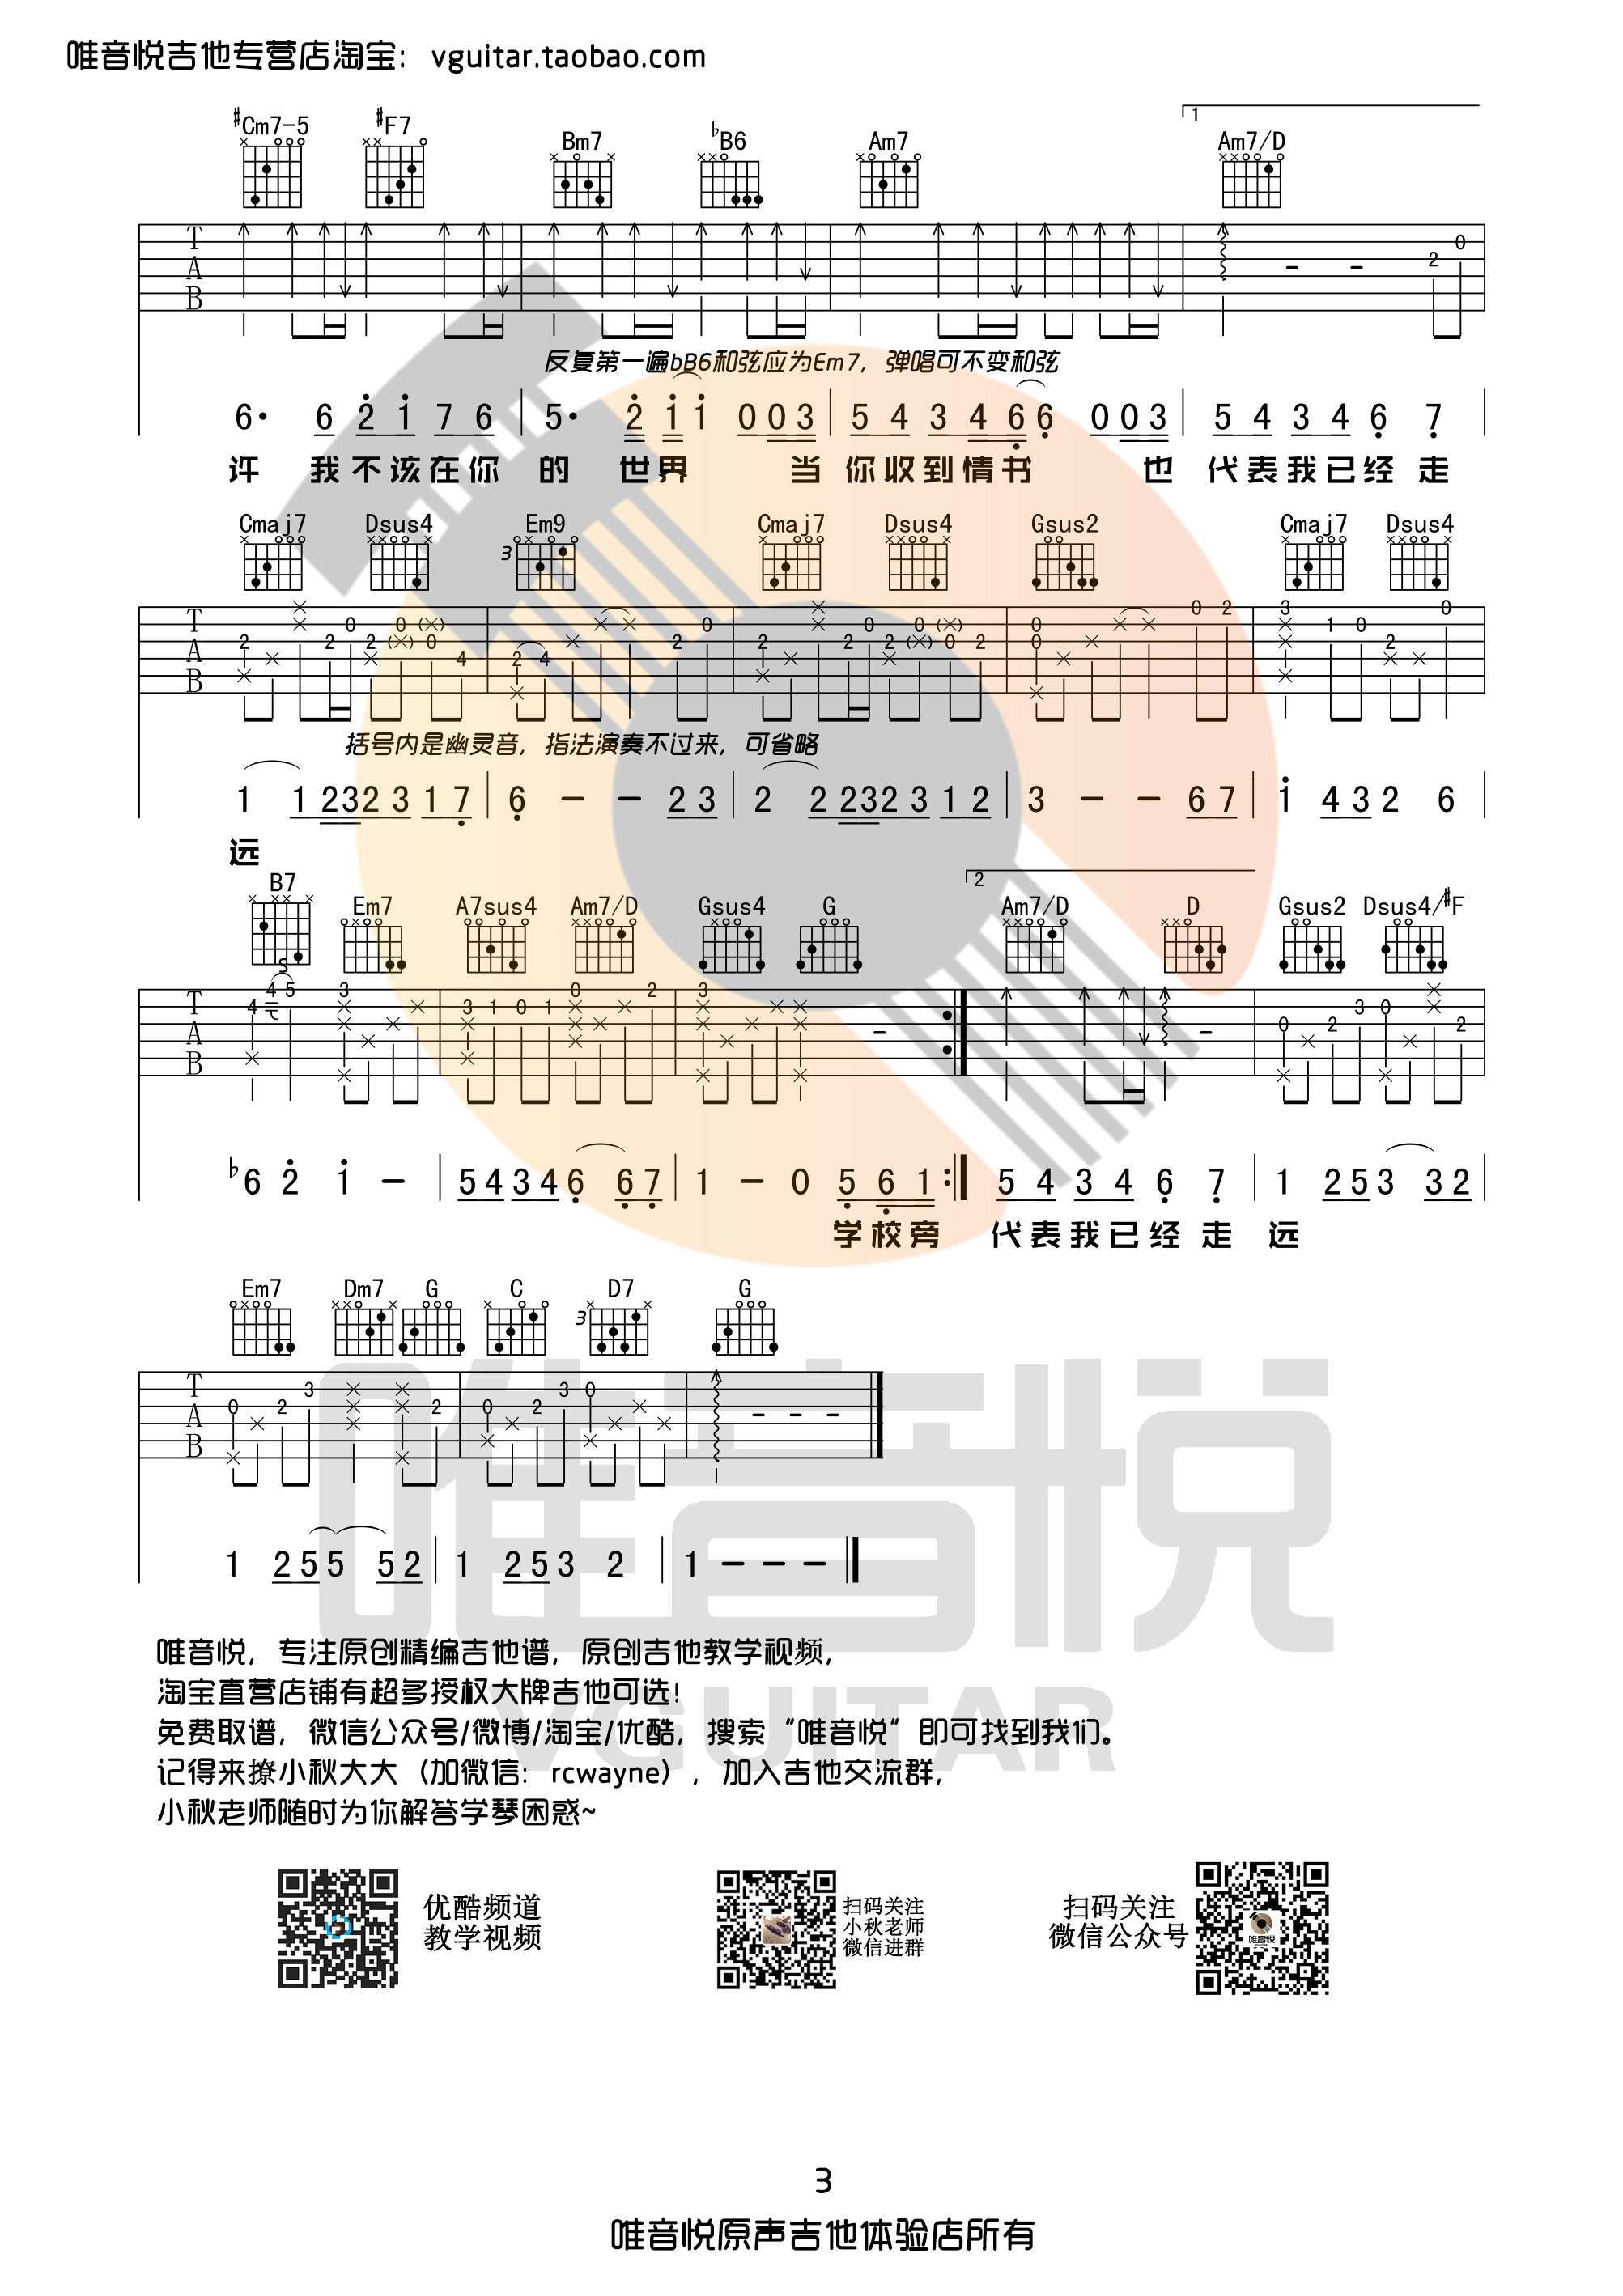 唯音悦吉他专营店淘宝：vguitar.taobao.com
#Cm7-5 #F7 Bm7 bB6 Am7 1 Am7/D
T A B 2 0
反复第一遍bB6和弦应为Em7，弹唱可不变和弦
6· 6 2 1 7 6 | 5· 2 1 1 0 0 3 | 5 4 3 4 6 6 0 0 3 | 5 4 3 4 6 7 |
许 我不该在你 的 世界 当 你收到情书 也 代表我已经 走
Cmaj7 Dsus4 Em9 Cmaj7 Dsus4 Gsus2 Cmaj7 Dsus4
3
T A B
括号内是幽灵音，指法演奏不过来，可省略
1 1 2 3 2 3 1 7 | 6 - - 2 3 | 2 2 2 3 2 3 1 2 | 3 - - 6 7 | 1 4 3 2 6 |
远
B7 Em7 A7sus4 Am7/D Gsus4 G 2 Am7/D D Gsus2 Dsus4/#F
S
T A B
b6 2 1 - | 5 4 3 4 6 6 7 | 1 - 0 5 6 1 :| 5 4 3 4 6 7 | 1 2 5 3 3 2 |
学校旁 代表我已经 走 远
Em7 Dm7 G C D7 G
3
T A B
1 2 5 5 5 2 | 1 2 5 3 2 | 1 - - - |
唯音悦，专注原创精编吉他谱，原创吉他教学视频，
淘宝直营店铺有超多授权大牌吉他可选！
免费取谱，微信公众号/微博/淘宝/优酷，搜索“唯音悦”即可找到我们。
记得来撩小秋大大（加微信：rcwayne），加入吉他交流群，
小秋老师随时为你解答学琴困惑~
优酷频道
教学视频
扫码关注
小秋老师
微信进群
扫码关注
微信公众号
唯音悦
VGUITAR
3
唯音悦原声吉他体验店所有